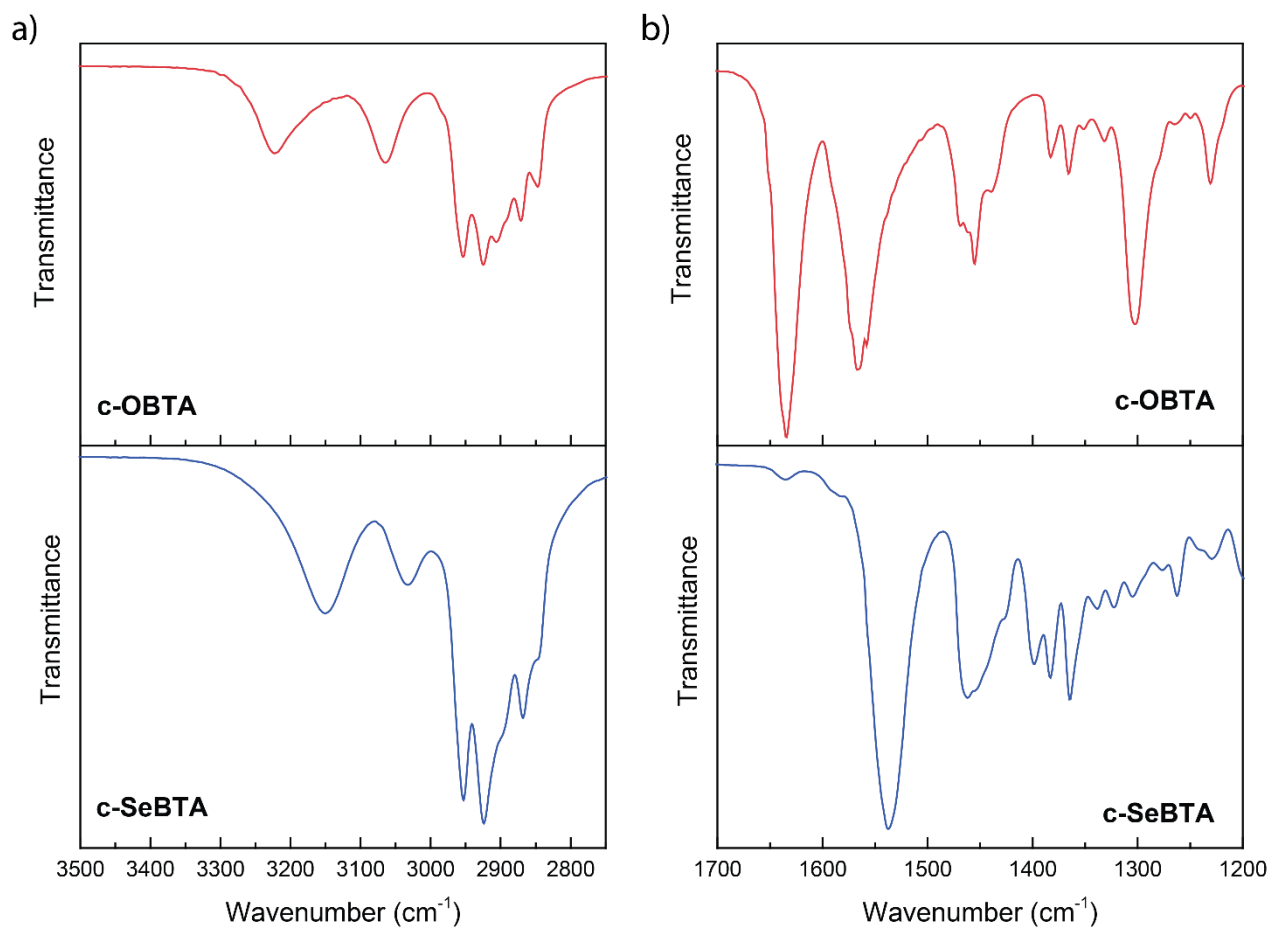 a)
Transmittance
c-OBTA
Transmittance
c-SeBTA
3500 3400 3300 3200 3100 3000 2900 2800
Wavenumber (cm⁻¹)
b)
Transmittance
c-OBTA
Transmittance
c-SeBTA
1700 1600 1500 1400 1300 1200
Wavenumber (cm⁻¹)